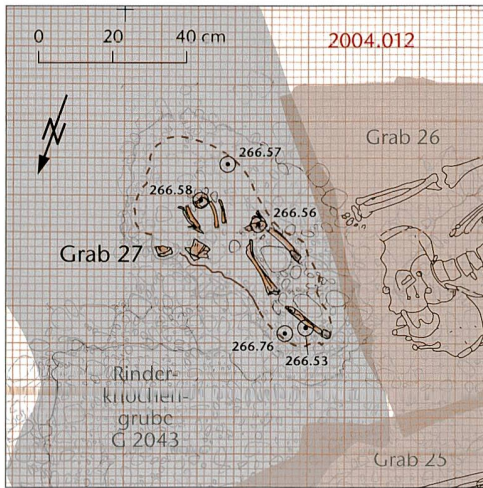 0 20 40 cm
2004.012
N
Grab 26
266.57
266.58
266.56
Grab 27
266.76
266.53
Rinder-
knochen-
grube
G 2043
Grab 25